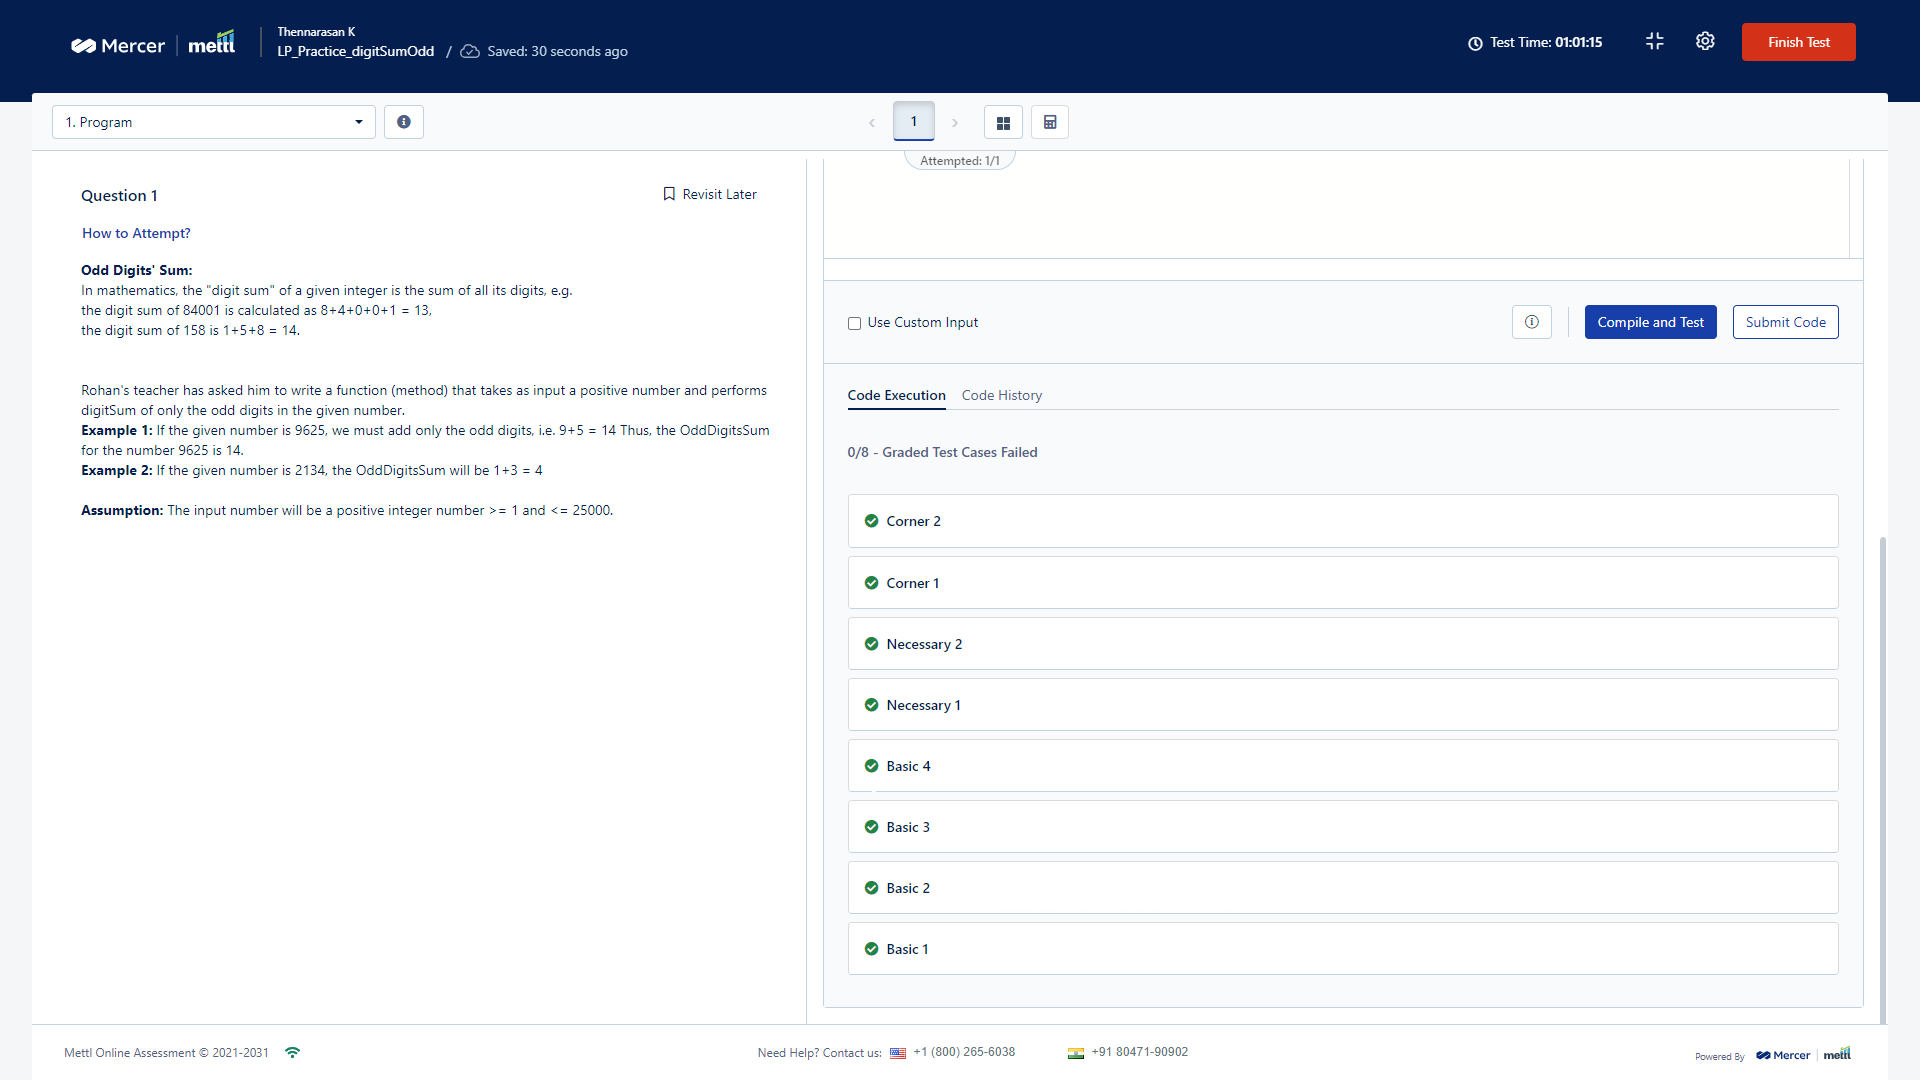 Mercer mettl
Thennarasan K
LP_Practice_digitSumOdd / Saved: 30 seconds ago
Test Time: 01:01:15
Finish Test
1. Program
1
Attempted: 1/1
Question 1
Revisit Later
How to Attempt?
Odd Digits' Sum:
In mathematics, the "digit sum" of a given integer is the sum of all its digits, e.g.
the digit sum of 84001 is calculated as 8+4+0+0+1 = 13,
the digit sum of 158 is 1+5+8 = 14.
Rohan's teacher has asked him to write a function (method) that takes as input a positive number and performs
digitSum of only the odd digits in the given number.
Example 1: If the given number is 9625, we must add only the odd digits, i.e. 9+5 = 14 Thus, the OddDigitsSum
for the number 9625 is 14.
Example 2: If the given number is 2134, the OddDigitsSum will be 1+3 = 4
Assumption: The input number will be a positive integer number >= 1 and <= 25000.
Use Custom Input
Compile and Test
Submit Code
Code Execution
Code History
0/8 - Graded Test Cases Failed
Corner 2
Corner 1
Necessary 2
Necessary 1
Basic 4
Basic 3
Basic 2
Basic 1
Mettl Online Assessment © 2021-2031
Need Help? Contact us: +1 (800) 265-6038
+91 80471-90902
Powered By Mercer mettl